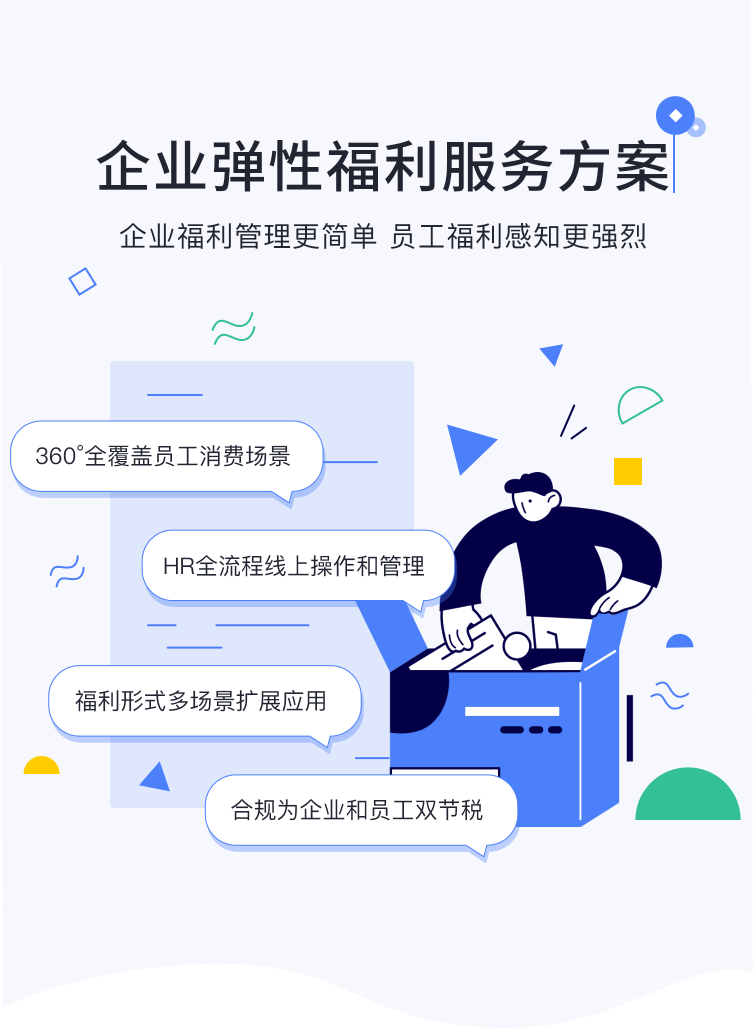 企业弹性福利服务方案
企业福利管理更简单 员工福利感知更强烈
360°全覆盖员工消费场景
HR全流程线上操作和管理
福利形式多场景扩展应用
合规为企业和员工双节税